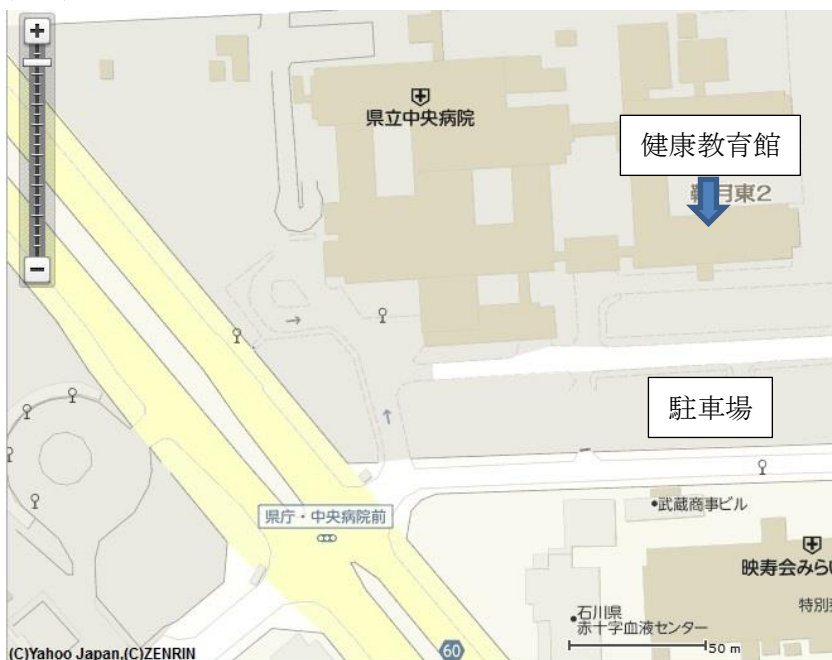 +
県立中央病院
健康教育館
月東2
−
駐車場
県庁・中央病院前
•武蔵商事ビル
映寿会みら
特別
•石川県
赤十字血液センター
50 m
60
(C)Yahoo Japan,(C)ZENRIN